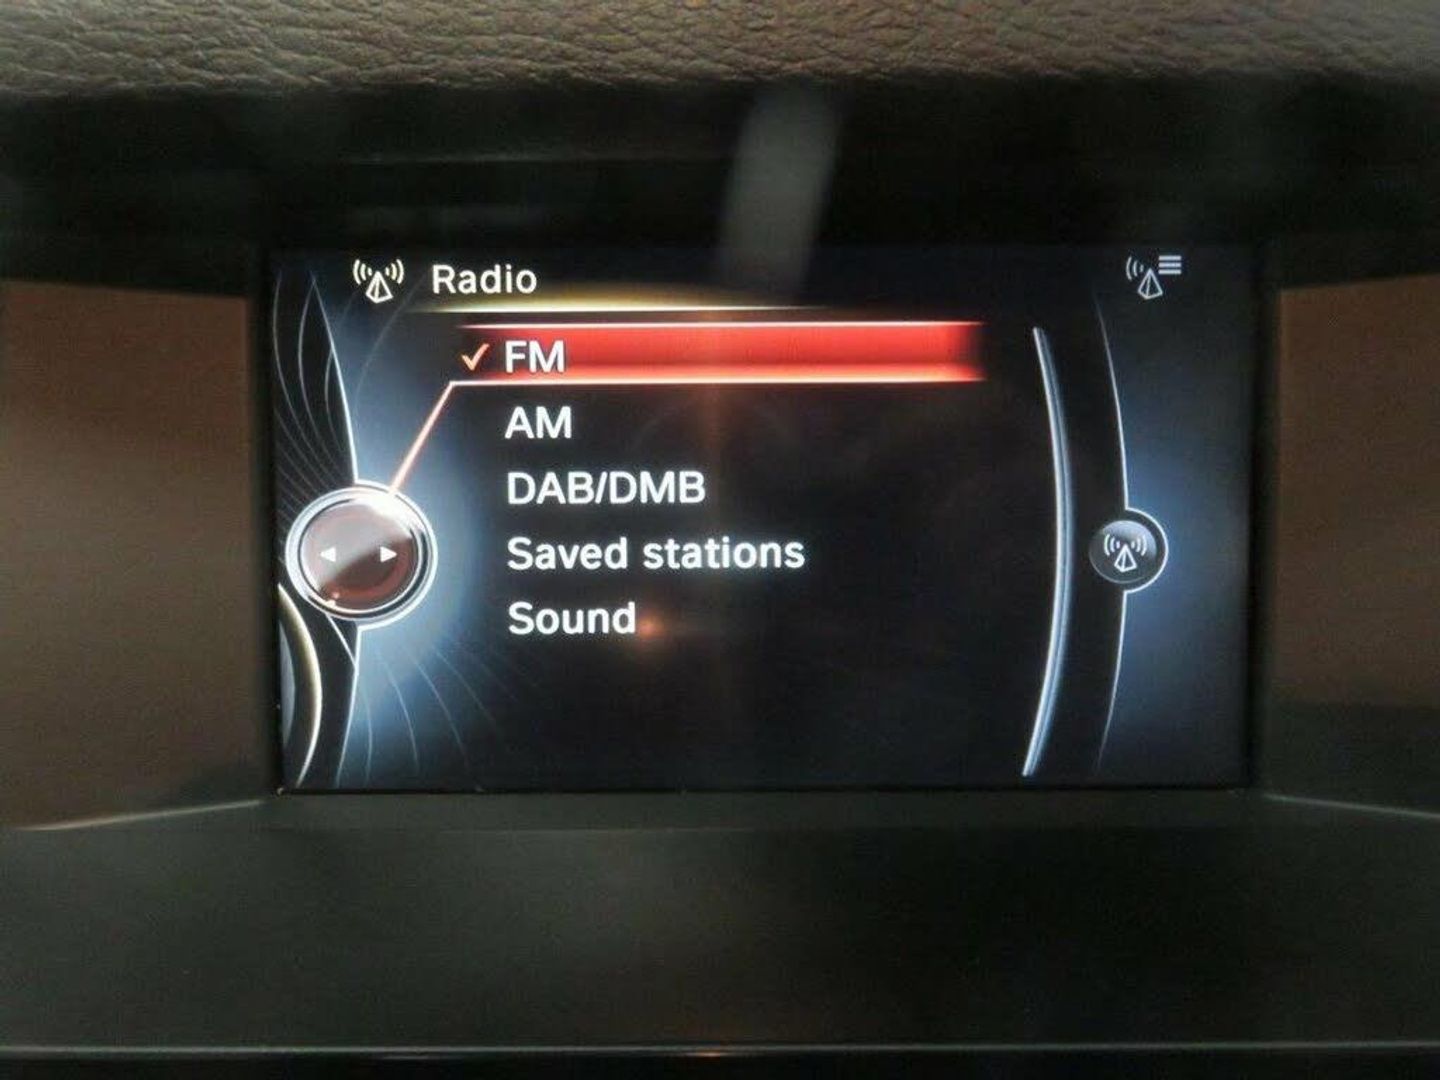 Radio
✓ FM
AM
DAB/DMB
Saved stations
Sound